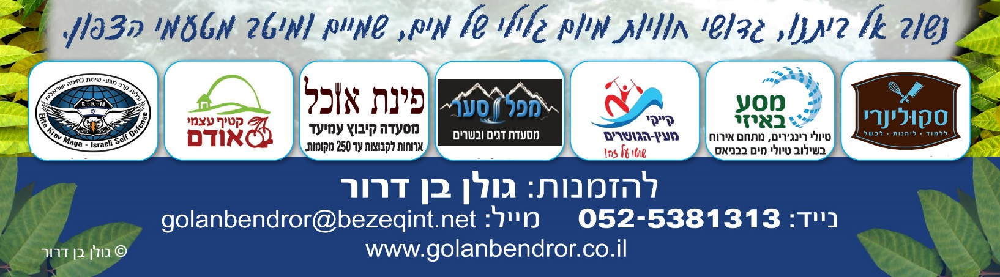 נשוב אל ביתנו, גדושי חוויות מיום גלילי של מים, שמיים ומיטב מטעמי הצפון.
סקולינרי
ללמוד • ליהנות • לבשל
מסע
באיזי
טיולי רינג'רים, מתחם אירוח
בשילוב טיולי מים בבניאס
קייקי
מעין-הגושרים
שוטו על זה!
מפל סער
מסעדת דגים ובשרים
פינת אוכל
מסעדה קיבוץ עמיעד
ארוחות לקבוצות עד 250 מקומות.
קטיף עצמי
אודם
עילית קרב מגע- שיטת לחימה ישראלית
E K M
Elite Krav Maga - Israeli Self Defense
להזמנות: גולן בן דרור
נייד: 052-5381313 מייל: golanbendror@bezeqint.net
www.golanbendror.co.il
© גולן בן דרור